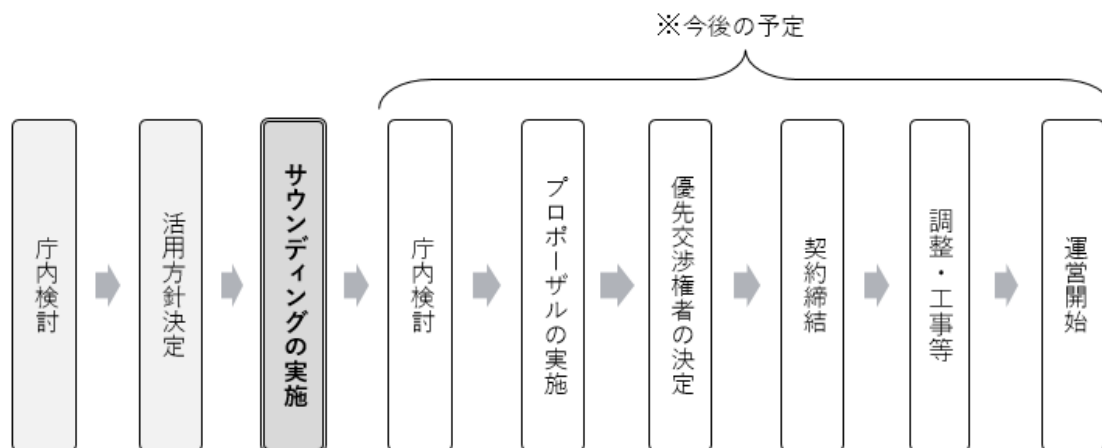 ※今後の予定
庁内検討
活用方針決定
サウンディングの実施
庁内検討
プロポーザルの実施
優先交渉権者の決定
契約締結
調整・工事等
運営開始